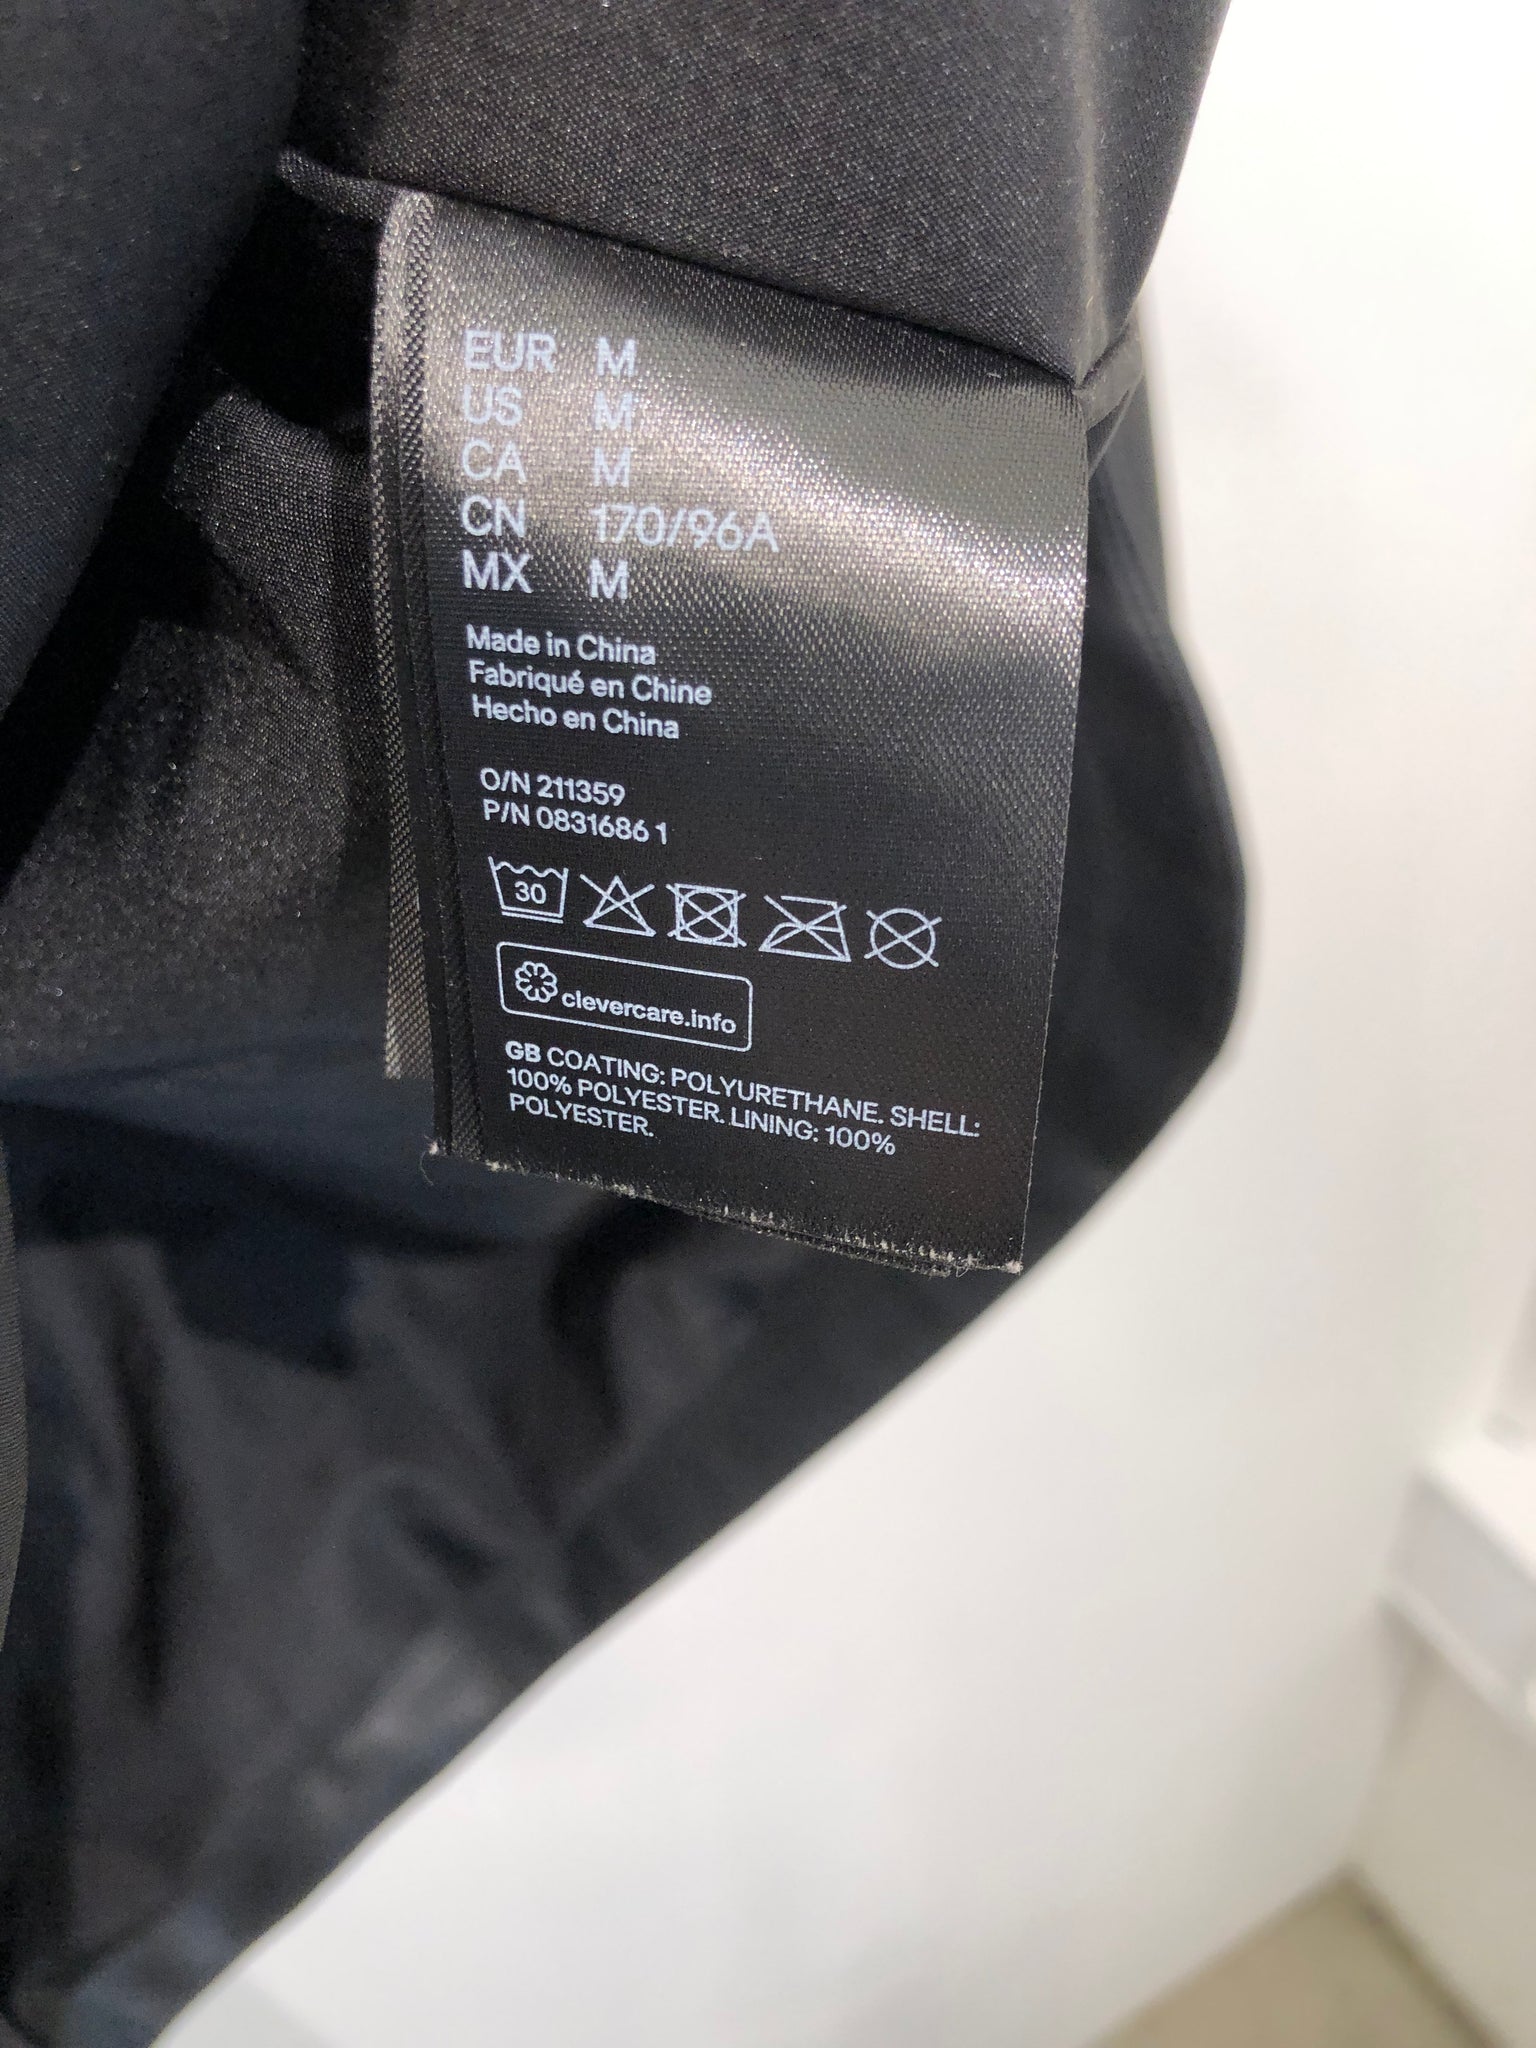 EUR M
US M
CA M
CN 170/96A
MX M
Made in China
Fabriqué en Chine
Hecho en China
O/N 211359
P/N 0831686 1
30
clevercare.info
GB COATING: POLYURETHANE. SHELL:
100% POLYESTER. LINING: 100%
POLYESTER.